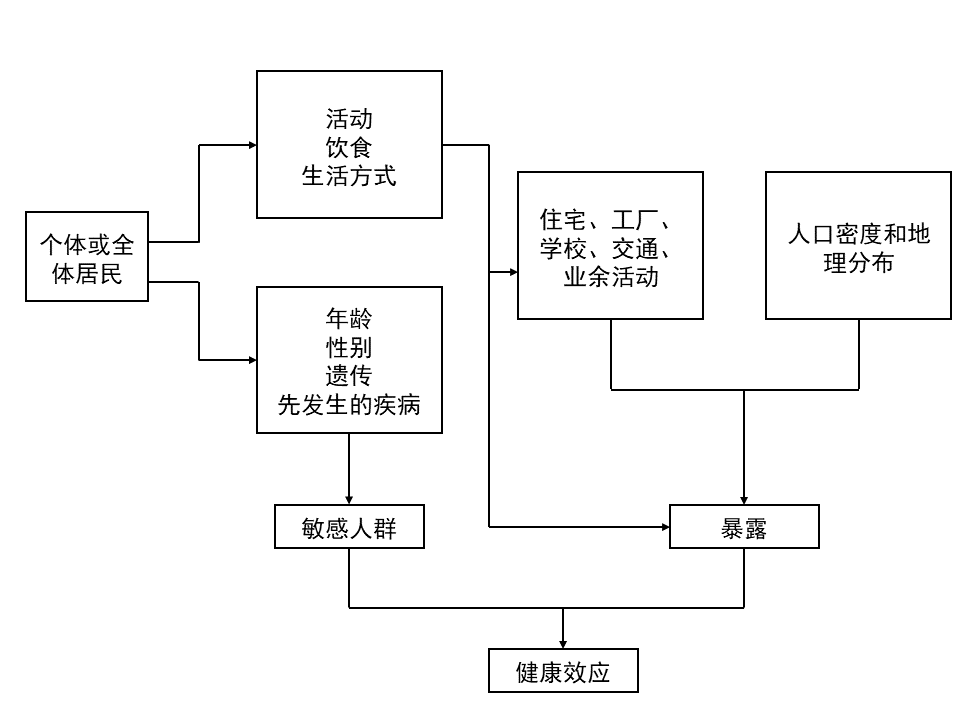 活动
饮食
生活方式
个体或全
体居民
住宅、工厂、
学校、交通、
业余活动
人口密度和地
理分布
年龄
性别
遗传
先发生的疾病
敏感人群
暴露
健康效应